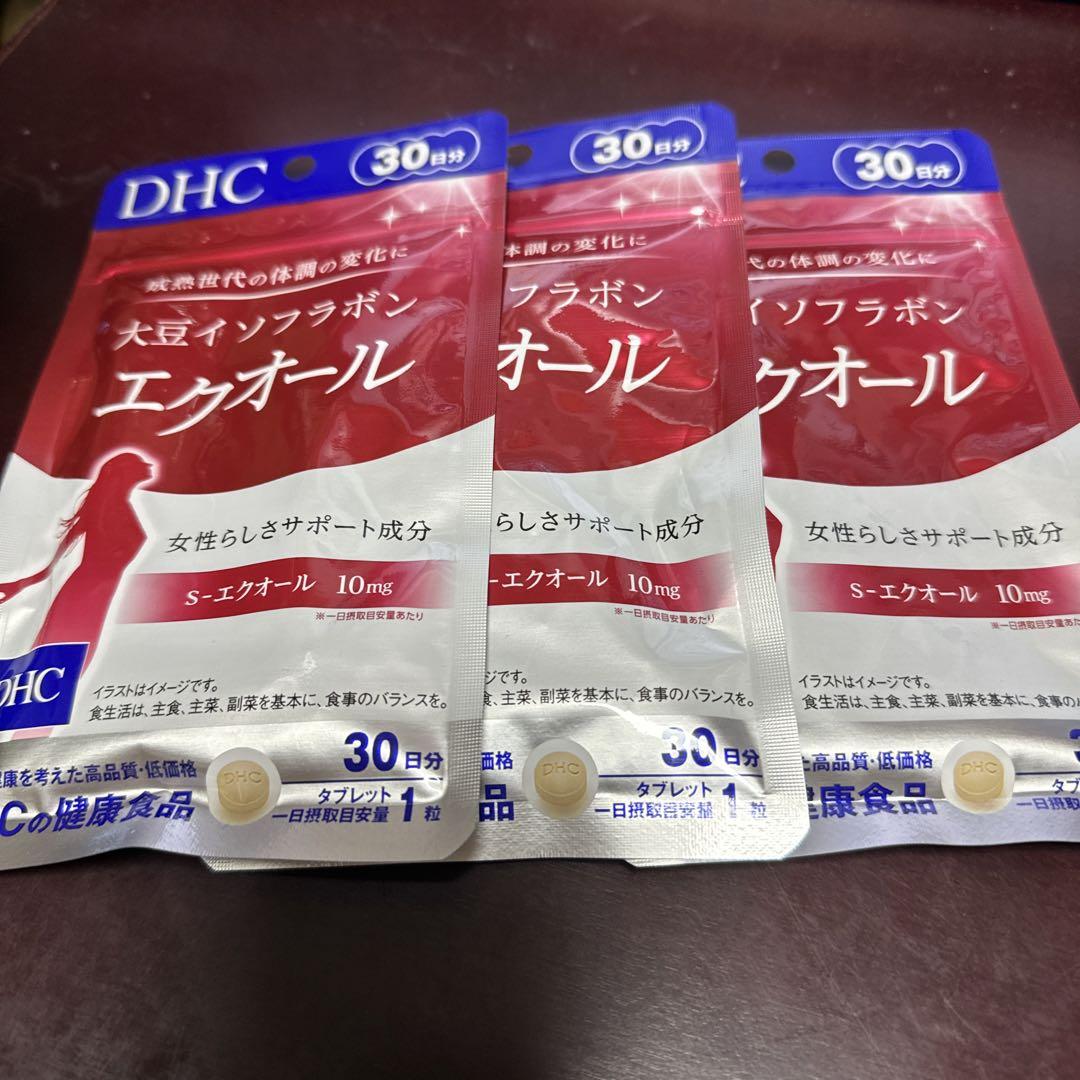 DHC
30日分
成熟世代の体調の変化に
大豆イソフラボン
エクオール
女性らしさサポート成分
S-エクオール 10mg
※一日摂取目安量あたり
DHC
イラストはイメージです。
食生活は、主食、主菜、副菜を基本に、食事のバランスを。
康を考えた高品質・低価格
Cの健康食品
DHC
30日分
タブレット
一日摂取目安量 1粒
30日分
体調の変化に
フラボン
オール
らしさサポート成分
-エクオール 10mg
※一日摂取目安量あたり
です。
主菜、副菜を基本に、食事のバランスを。
低価格
品
DHC
30日分
タブレット
一日摂取目安量 1粒
30日分
代の体調の変化に
イソフラボン
クオール
女性らしさサポート成分
S-エクオール 10mg
※一日摂取目安量あた
イラストはイメージです。
食生活は、主食、主菜、副菜を基本に、食事のバ
た高品質・低価格
健康食品
DHC
タブレ
一日摂取目安